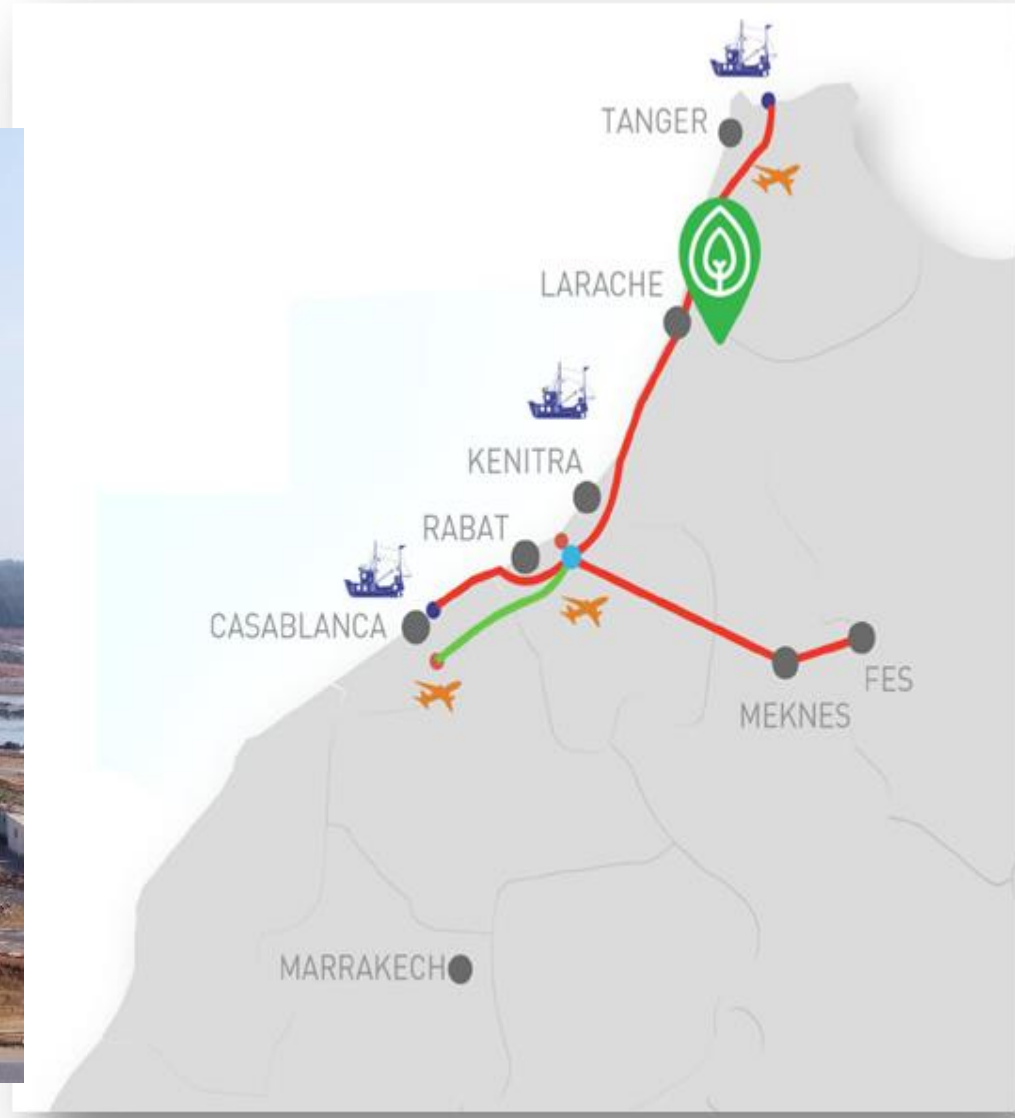 TANGER
LARACHE
KENITRA
RABAT
CASABLANCA
FES
MEKNES
MARRAKECH